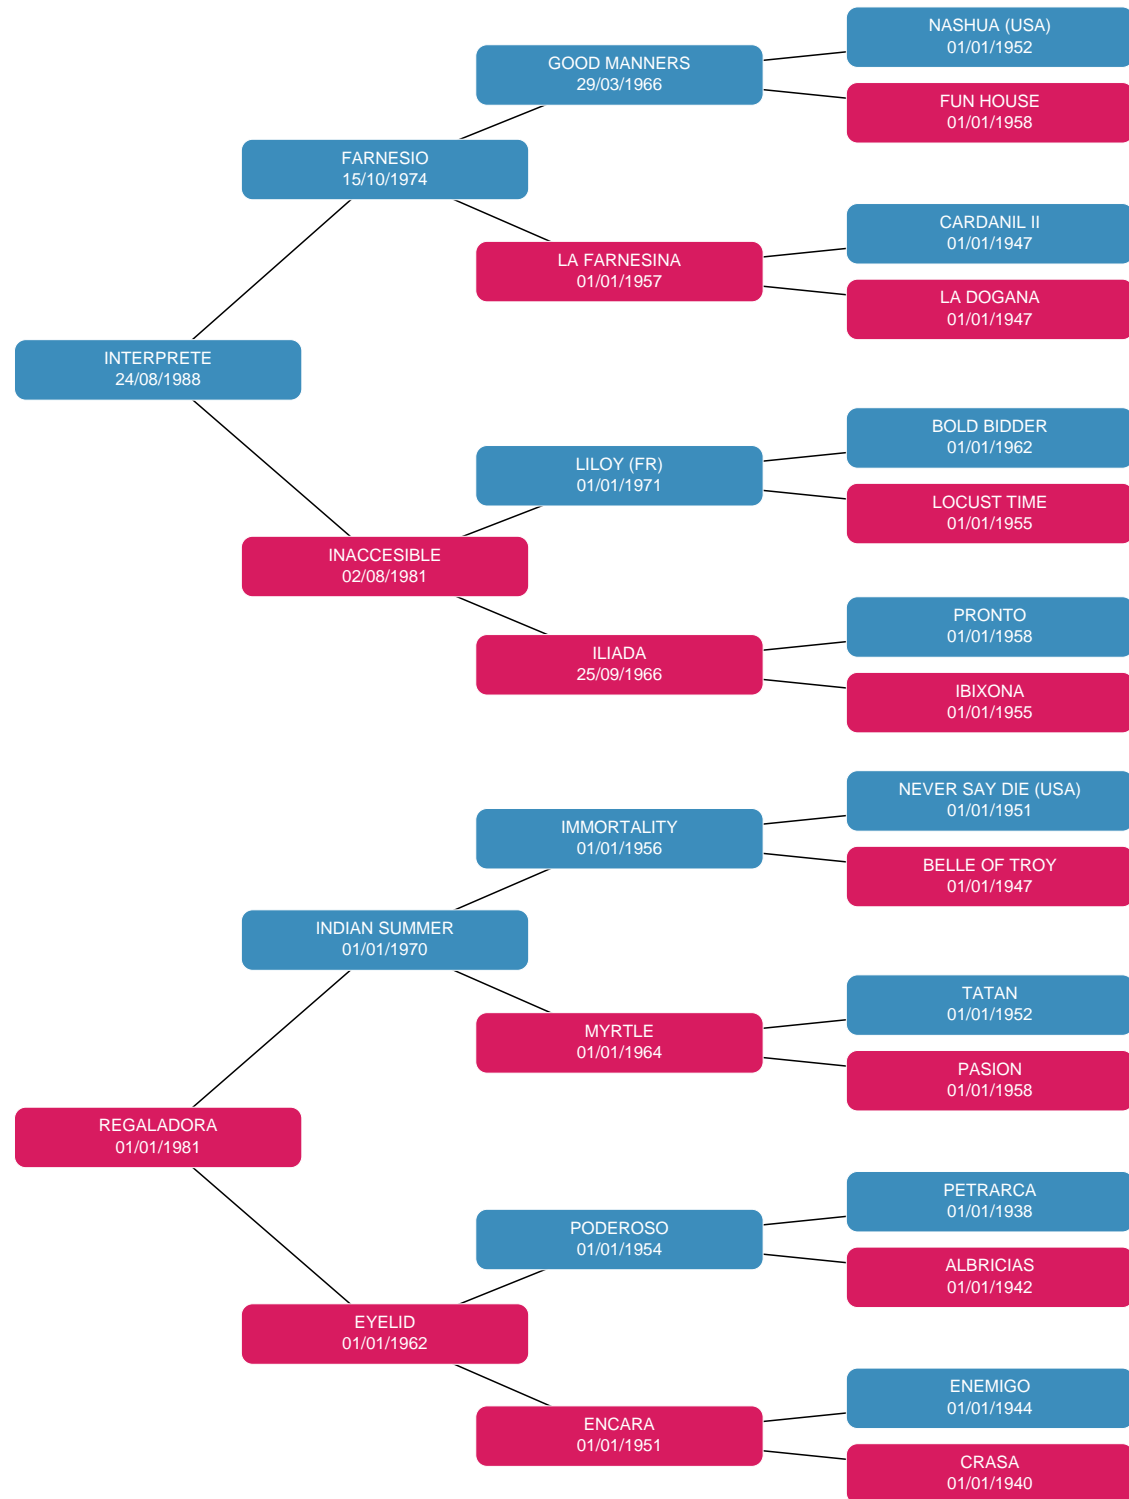 NASHUA (USA)
01/01/1952
GOOD MANNERS
29/03/1966
FUN HOUSE
01/01/1958
FARNESIO
15/10/1974
CARDANIL II
01/01/1947
LA FARNESINA
01/01/1957
LA DOGANA
01/01/1947
INTERPRETE
24/08/1988
BOLD BIDDER
01/01/1962
LILOY (FR)
01/01/1971
LOCUST TIME
01/01/1955
INACCESIBLE
02/08/1981
PRONTO
01/01/1958
ILIADA
25/09/1966
IBIXONA
01/01/1955
NEVER SAY DIE (USA)
01/01/1951
IMMORTALITY
01/01/1956
BELLE OF TROY
01/01/1947
INDIAN SUMMER
01/01/1970
TATAN
01/01/1952
MYRTLE
01/01/1964
PASION
01/01/1958
REGALADORA
01/01/1981
PETRARCA
01/01/1938
PODEROSO
01/01/1954
ALBRICIAS
01/01/1942
EYELID
01/01/1962
ENEMIGO
01/01/1944
ENCARA
01/01/1951
CRASA
01/01/1940